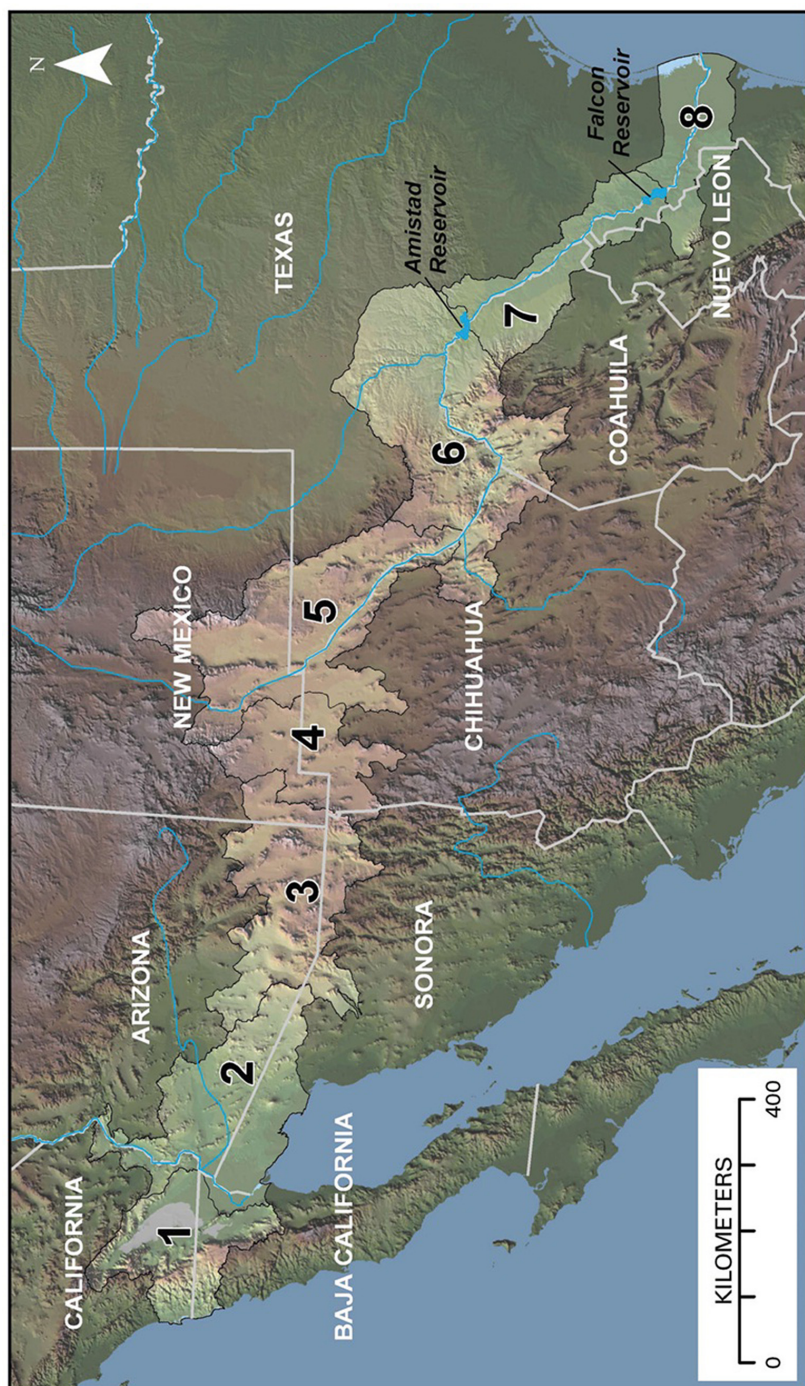 N
CALIFORNIA
ARIZONA
NEW MEXICO
TEXAS
Amistad
Reservoir
Falcon
Reservoir
1
2
3
4
5
6
7
8
BAJA CALIFORNIA
SONORA
CHIHUAHUA
COAHUILA
NUEVO LEON
KILOMETERS
0
400